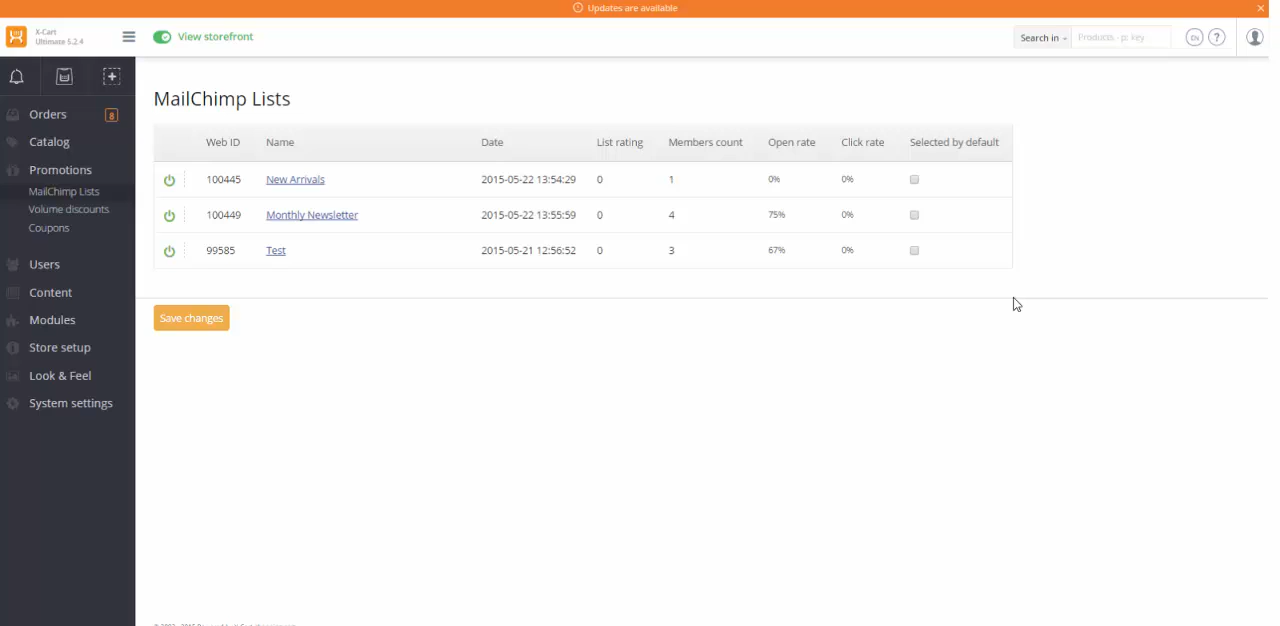 Updates are available
X-Cart
Ultimate 5.2.4
View storefront
Search in
Products - p; key
EN
?
Orders 8
Catalog
Promotions
MailChimp Lists
Volume discounts
Coupons
Users
Content
Modules
Store setup
Look & Feel
System settings
MailChimp Lists
Web ID Name Date List rating Members count Open rate Click rate Selected by default
100445 New Arrivals 2015-05-22 13:54:29 0 1 0% 0%
100449 Monthly Newsletter 2015-05-22 13:55:59 0 4 75% 0%
99585 Test 2015-05-21 12:56:52 0 3 67% 0%
Save changes